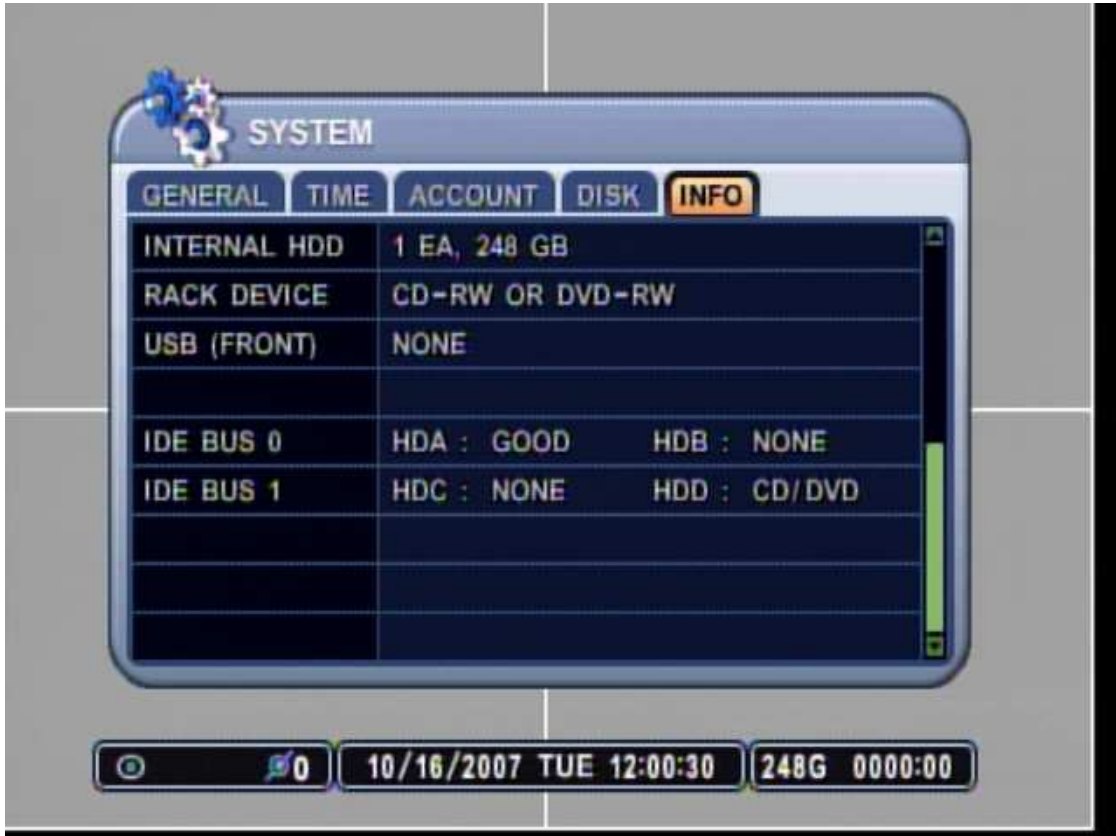 SYSTEM
GENERAL TIME ACCOUNT DISK INFO
INTERNAL HDD 1 EA, 248 GB
RACK DEVICE CD-RW OR DVD-RW
USB (FRONT) NONE
IDE BUS 0 HDA : GOOD HDB : NONE
IDE BUS 1 HDC : NONE HDD : CD/DVD
0 10/16/2007 TUE 12:00:30 248G 0000:00